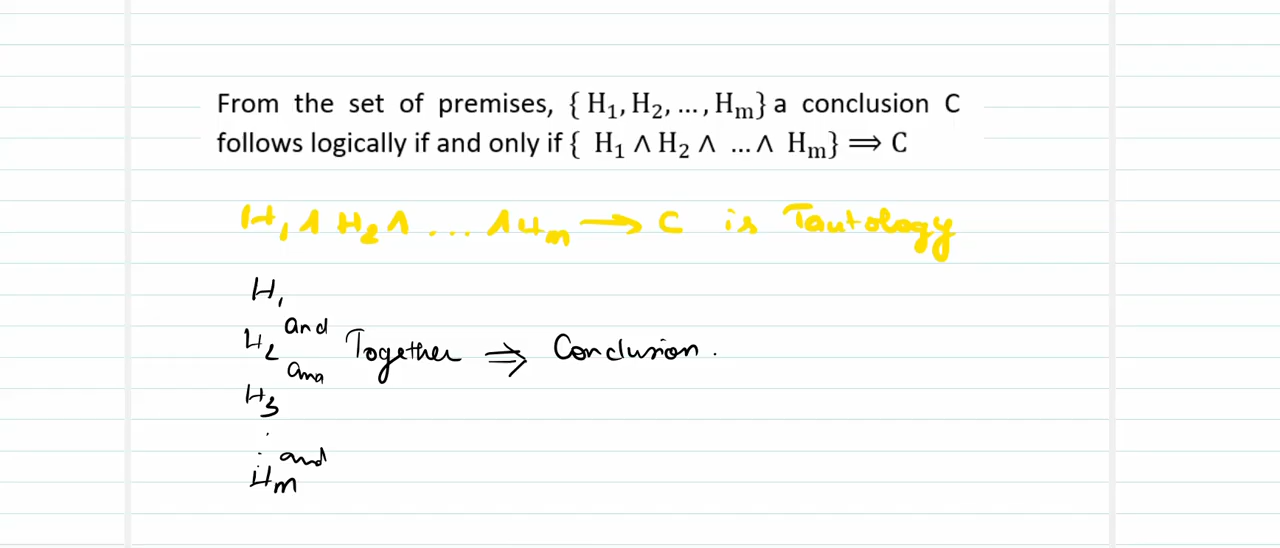 From the set of premises, { H₁, H₂, ... , Hₘ} a conclusion C
follows logically if and only if { H₁ ∧ H₂ ∧ ... ∧ Hₘ} ⟹ C
H₁ ∧ H₂ ∧ ... ∧ Hₘ → C is Tautology
H₁
and
H₂ Together ⇒ Conclusion.
and
H₃
⋮ and
Hₘ